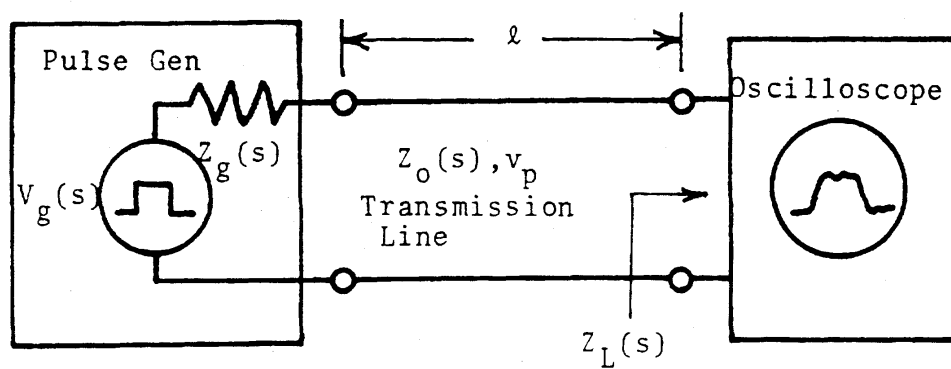 ℓ
Pulse Gen
Oscilloscope
Z_g(s)
V_g(s)
Z_o(s),v_p
Transmission
Line
Z_L(s)